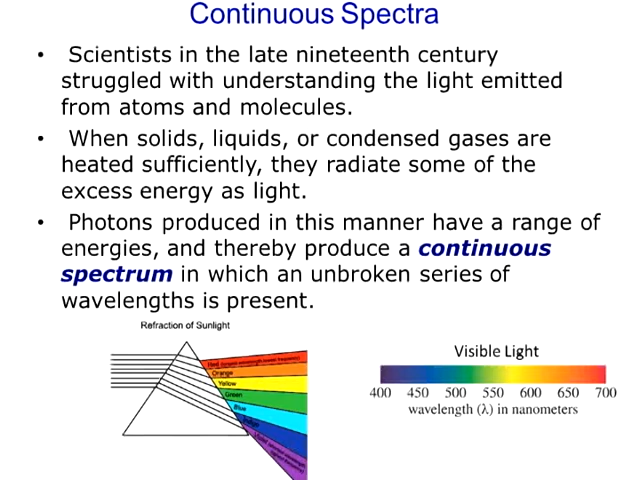 Continuous Spectra
• Scientists in the late nineteenth century
struggled with understanding the light emitted
from atoms and molecules.
• When solids, liquids, or condensed gases are
heated sufficiently, they radiate some of the
excess energy as light.
• Photons produced in this manner have a range of
energies, and thereby produce a continuous
spectrum in which an unbroken series of
wavelengths is present.
Refraction of Sunlight
Red
Orange
Yellow
Green
Blue
Violet
Visible Light
400 450 500 550 600 650 700
wavelength (λ) in nanometers